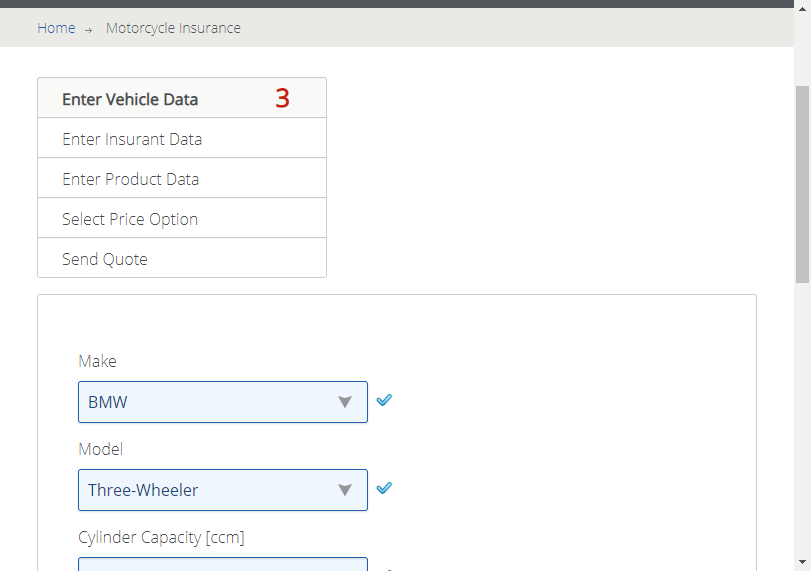 Home → Motorcycle Insurance
Enter Vehicle Data 3
Enter Insurant Data
Enter Product Data
Select Price Option
Send Quote
Make
BMW
Model
Three-Wheeler
Cylinder Capacity [ccm]